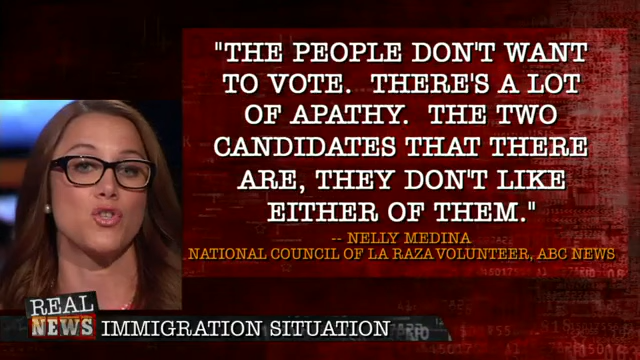 "THE PEOPLE DON'T WANT
TO VOTE. THERE'S A LOT
OF APATHY. THE TWO
CANDIDATES THAT THERE
ARE, THEY DON'T LIKE
EITHER OF THEM."
-- NELLY MEDINA
NATIONAL COUNCIL OF LA RAZA VOLUNTEER, ABC NEWS
REAL
NEWS
IMMIGRATION SITUATION